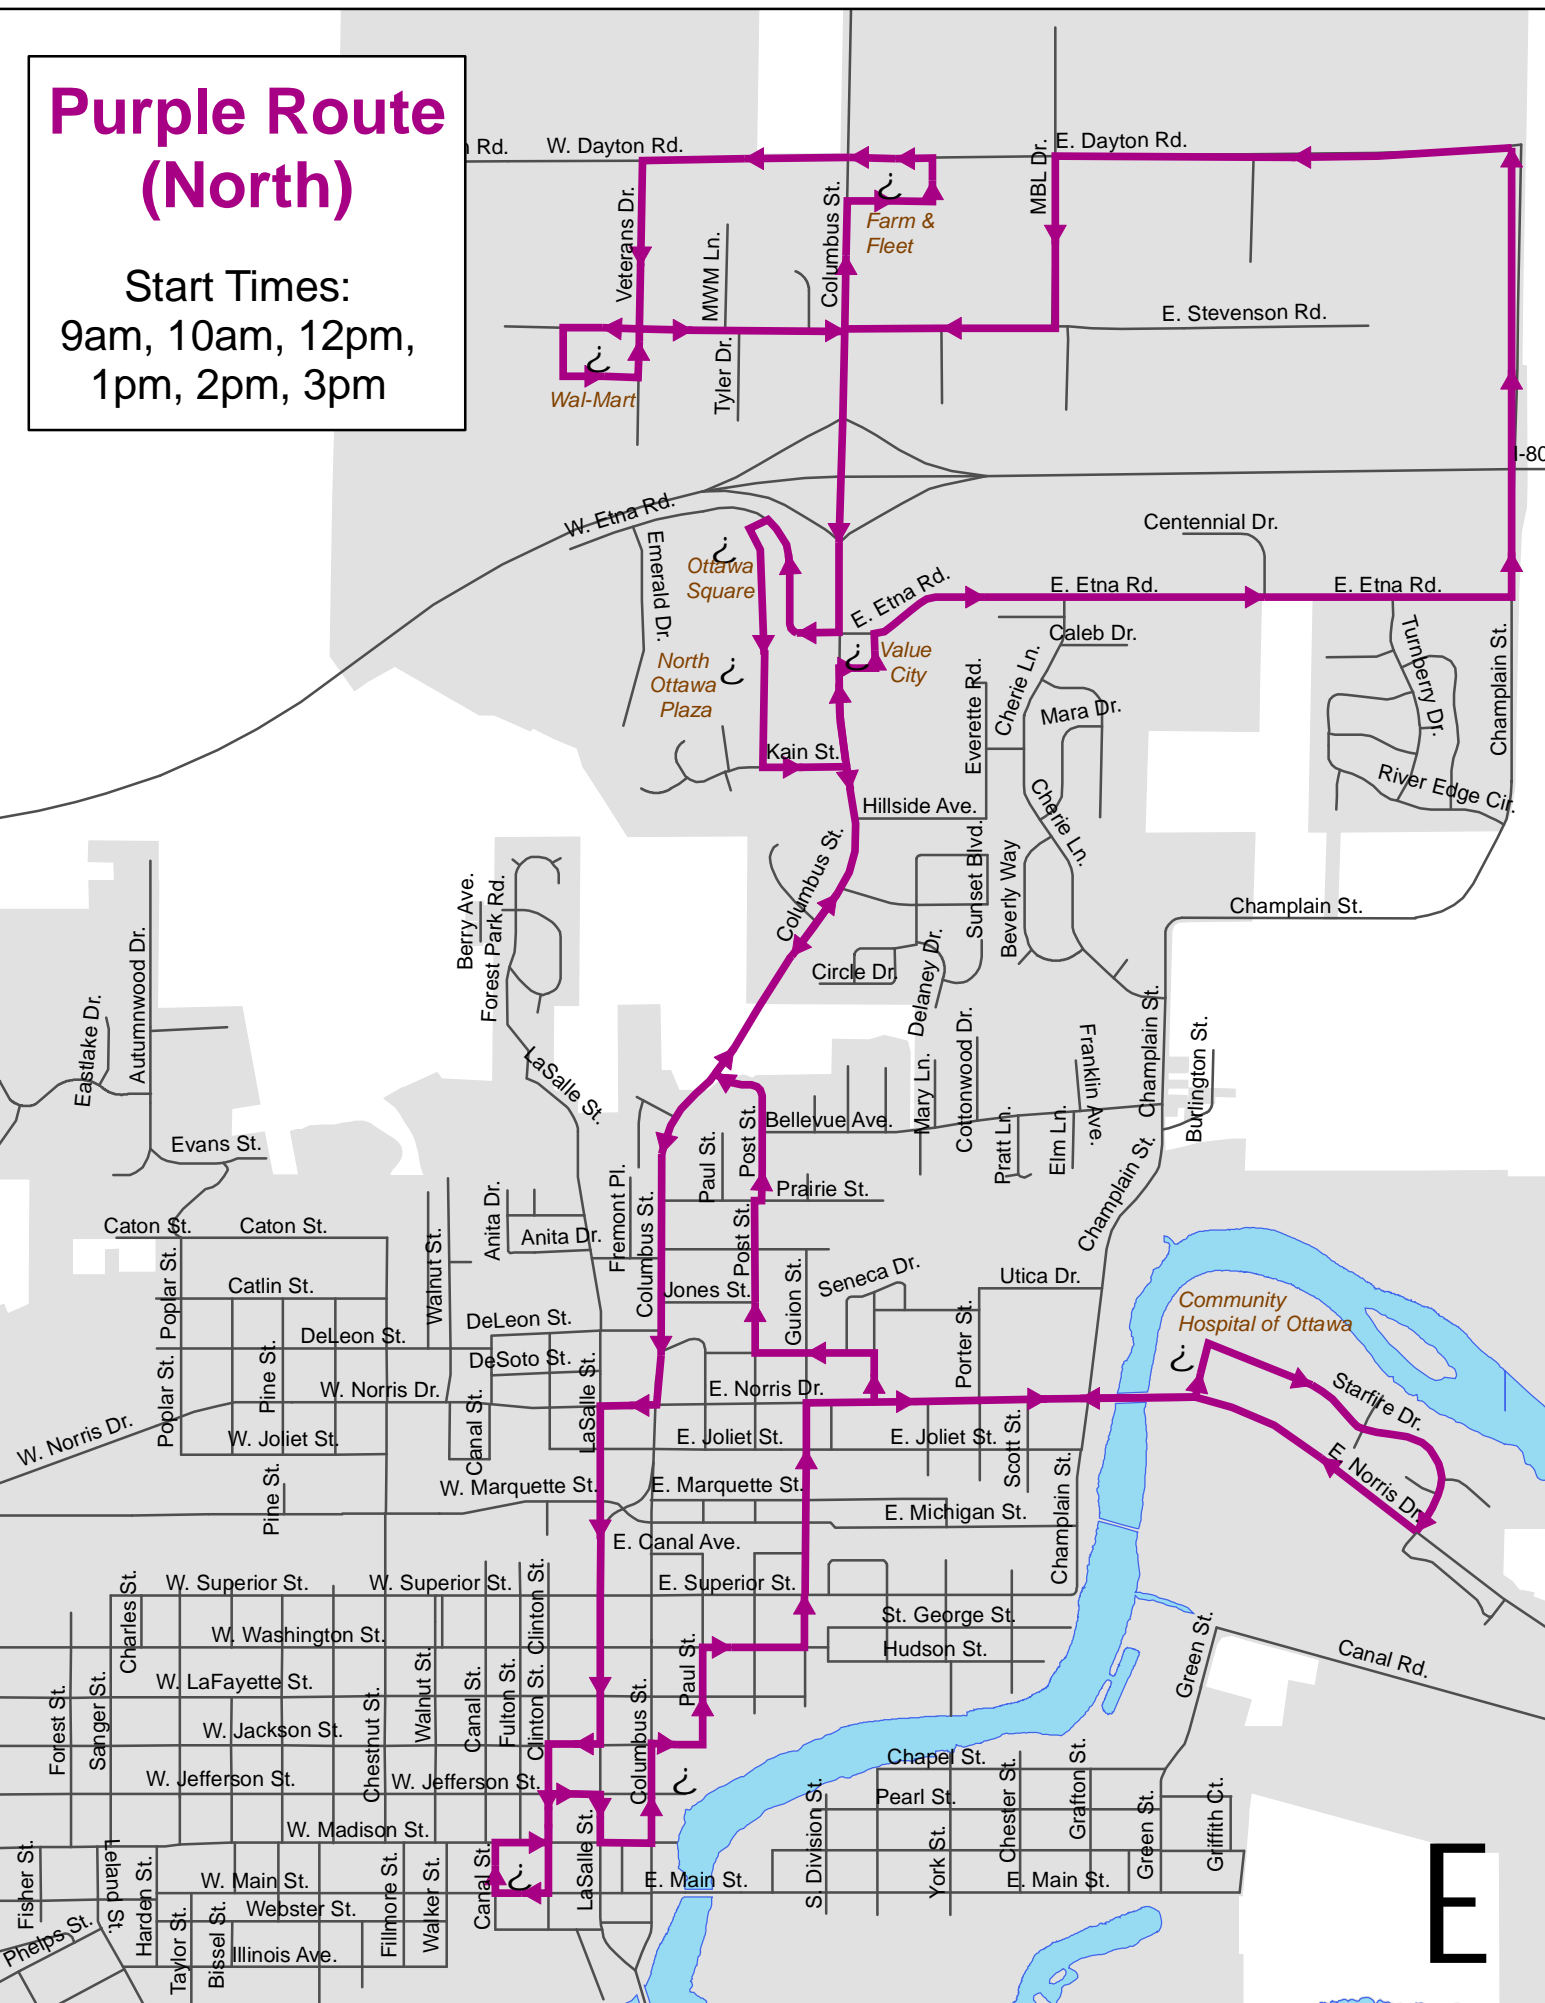 Purple Route
(North)
Start Times:
9am, 10am, 12pm,
1pm, 2pm, 3pm
Rd.
W. Dayton Rd.
E. Dayton Rd.
MBL Dr.
Veterans Dr.
MWM Ln.
Columbus St.
Farm &
Fleet
E. Stevenson Rd.
Tyler Dr.
Wal-Mart
I-80
W. Etna Rd.
Centennial Dr.
Emerald Dr.
Ottawa
Square
E. Etna Rd.
E. Etna Rd.
E. Etna Rd.
Value
City
North
Ottawa
Plaza
Caleb Dr.
Cherie Ln.
Everette Rd.
Mara Dr.
Turnberry Dr.
Champlain St.
Kain St.
River Edge Cir.
Hillside Ave.
Cherie Ln.
Columbus St.
Sunset Blvd.
Beverly Way
Berry Ave.
Forest Park Rd.
Champlain St.
Autumnwood Dr.
Circle Dr.
Delaney Dr.
Eastlake Dr.
LaSalle St.
Cottonwood Dr.
Mary Ln.
Franklin Ave.
Champlain St.
Burlington St.
Bellevue Ave.
Evans St.
Paul St.
Post St.
Pratt Ln.
Elm Ln.
Champlain St.
Prairie St.
Caton St.
Caton St.
Anita Dr.
Anita Dr.
Fremont Pl.
Columbus St.
Post St.
Walnut St.
Poplar St.
Catlin St.
Jones St.
Guion St.
Seneca Dr.
Utica Dr.
Community
Hospital of Ottawa
DeLeon St.
DeLeon St.
DeSoto St.
Porter St.
Poplar St.
Pine St.
W. Norris Dr.
LaSalle St.
E. Norris Dr.
Starfire Dr.
W. Norris Dr.
W. Joliet St.
Canal St.
E. Joliet St.
E. Joliet St.
Scott St.
E. Norris Dr.
Pine St.
W. Marquette St.
E. Marquette St.
E. Michigan St.
Champlain St.
E. Canal Ave.
W. Superior St.
W. Superior St.
Clinton St.
E. Superior St.
Charles St.
W. Washington St.
St. George St.
Hudson St.
Green St.
Canal Rd.
W. LaFayette St.
Paul St.
Forest St.
Sanger St.
W. Jackson St.
Chestnut St.
Walnut St.
Canal St.
Fulton St.
Clinton St.
Columbus St.
W. Jefferson St.
W. Jefferson St.
Chapel St.
Pearl St.
Chester St.
Grafton St.
Green St.
Griffith Ct.
W. Madison St.
S. Division St.
Fisher St.
Leland St.
Harden St.
W. Main St.
Fillmore St.
Walker St.
Canal St.
LaSalle St.
E. Main St.
York St.
E. Main St.
Webster St.
Phelps St.
Taylor St.
Bissel St.
Illinois Ave.
E